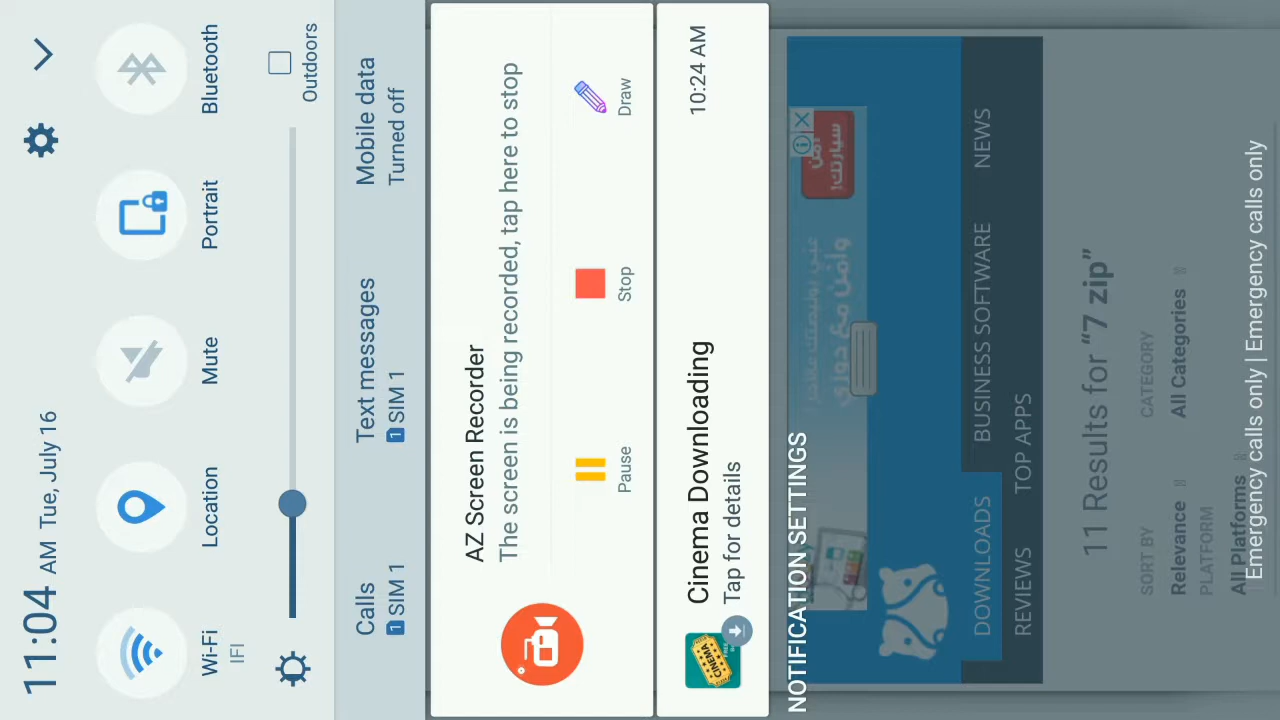 11:04 AM Tue, July 16
Wi-Fi
IFI
Location
Mute
Portrait
Bluetooth
Outdoors
Calls
1 SIM 1
Text messages
1 SIM 1
Mobile data
Turned off
AZ Screen Recorder
The screen is being recorded, tap here to stop
Pause
Stop
Draw
Cinema Downloading
10:24 AM
Tap for details
CINEMA
NOTIFICATION SETTINGS
سيارتك!
DOWNLOADS
BUSINESS SOFTWARE
NEWS
REVIEWS
TOP APPS
11 Results for “7 zip”
SORT BY
CATEGORY
Relevance
All Categories
PLATFORM
All Platforms
Emergency calls only | Emergency calls only